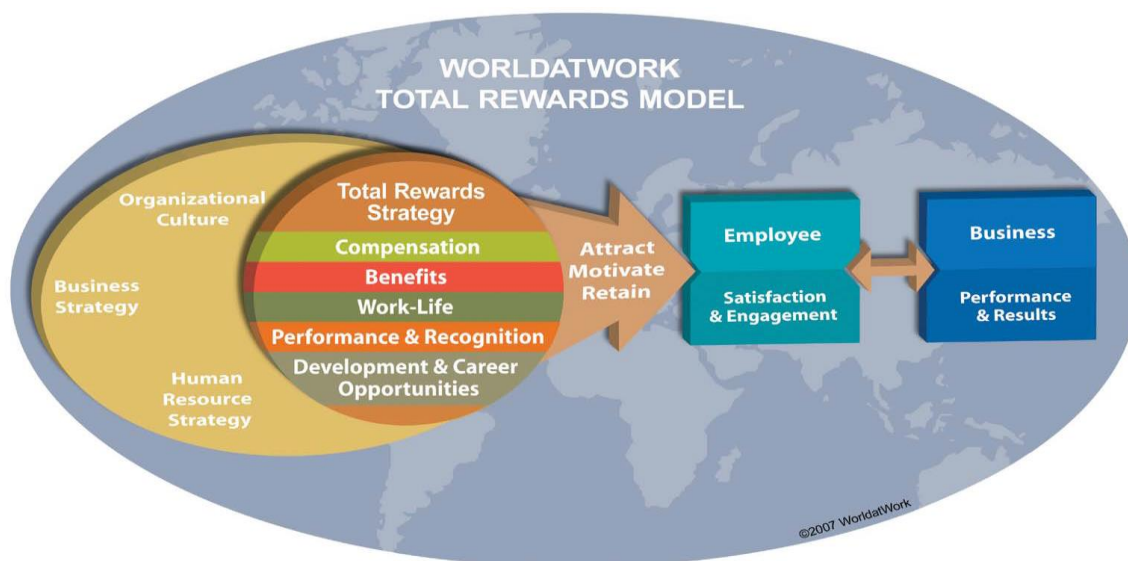 WORLDATWORK
TOTAL REWARDS MODEL
Organizational
Culture
Business
Strategy
Human
Resource
Strategy
Total Rewards
Strategy
Compensation
Benefits
Work-Life
Performance & Recognition
Development & Career
Opportunities
Attract
Motivate
Retain
Employee
Satisfaction
& Engagement
Business
Performance
& Results
©2007 WorldatWork